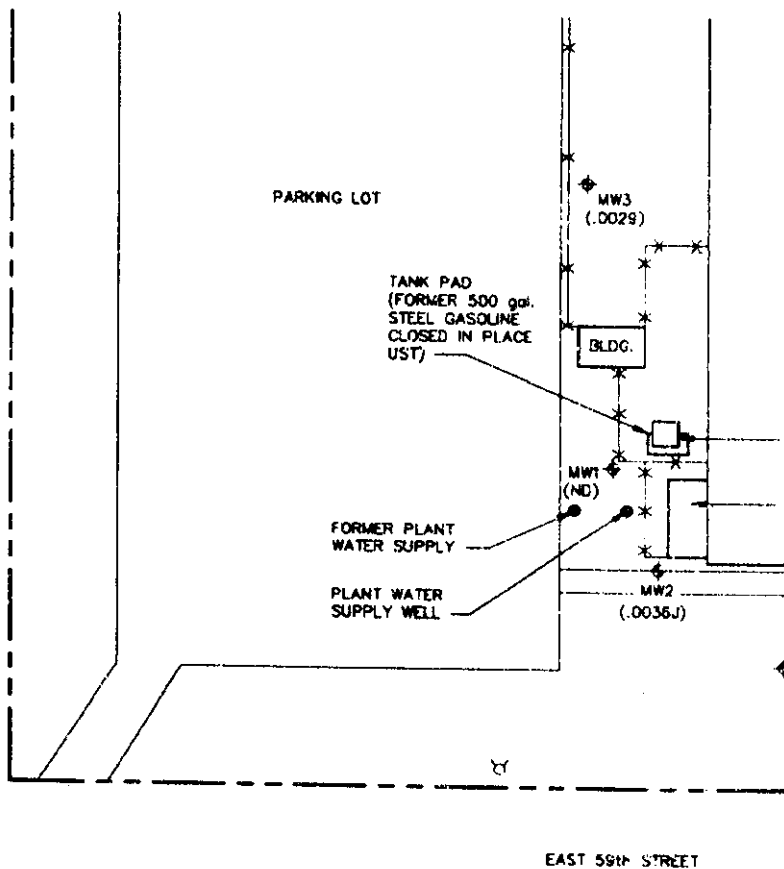 PARKING LOT
MW3
(.0029)
TANK PAD
(FORMER 500 gal.
STEEL GASOLINE
CLOSED IN PLACE
UST)
BLDG.
MW1
(ND)
FORMER PLANT
WATER SUPPLY
PLANT WATER
SUPPLY WELL
MW2
(.0036J)
EAST 59th STREET